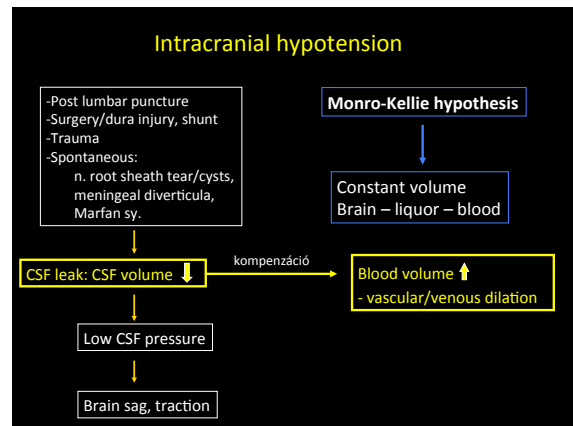 Intracranial hypotension
-Post lumbar puncture
-Surgery/dura injury, shunt
-Trauma
-Spontaneous:
n. root sheath tear/cysts,
meningeal diverticula,
Marfan sy.
Monro-Kellie hypothesis
Constant volume
Brain – liquor – blood
CSF leak: CSF volume
kompenzáció
Blood volume
- vascular/venous dilation
Low CSF pressure
Brain sag, traction